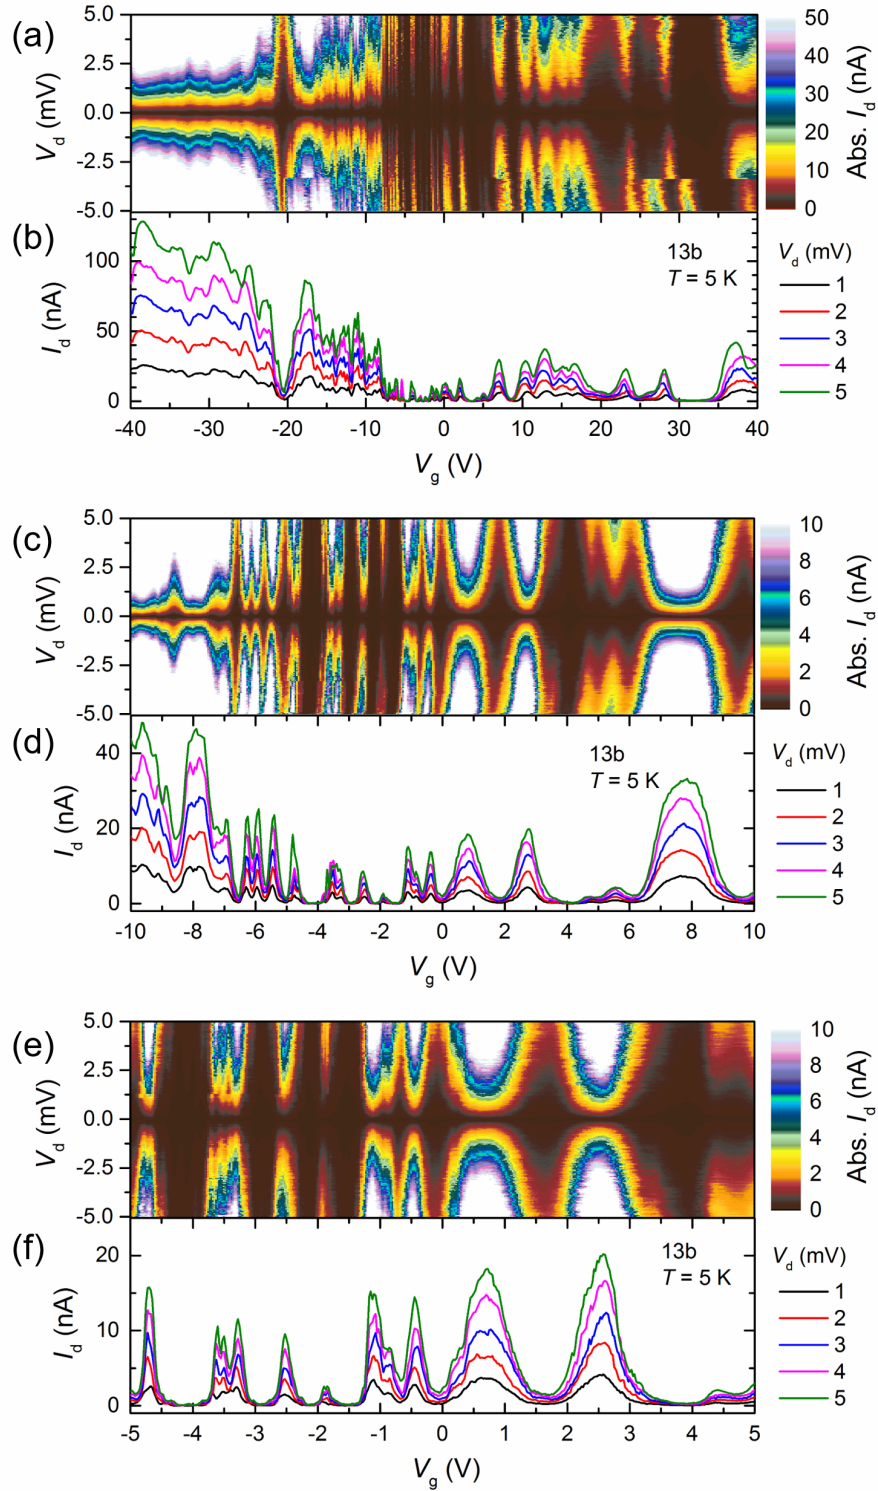 (a)
5.0
2.5
0.0
-2.5
-5.0
V_d (mV)
50
40
30
20
10
0
Abs. I_d (nA)
(b)
100
50
0
I_d (nA)
13b
T = 5 K
V_d (mV)
1
2
3
4
5
-40 -30 -20 -10 0 10 20 30 40
V_g (V)
(c)
5.0
2.5
0.0
-2.5
-5.0
V_d (mV)
10
8
6
4
2
0
Abs. I_d (nA)
(d)
40
20
0
I_d (nA)
13b
T = 5 K
V_d (mV)
1
2
3
4
5
-10 -8 -6 -4 -2 0 2 4 6 8 10
V_g (V)
(e)
5.0
2.5
0.0
-2.5
-5.0
V_d (mV)
10
8
6
4
2
0
Abs. I_d (nA)
(f)
20
10
0
I_d (nA)
13b
T = 5 K
V_d (mV)
1
2
3
4
5
-5 -4 -3 -2 -1 0 1 2 3 4 5
V_g (V)